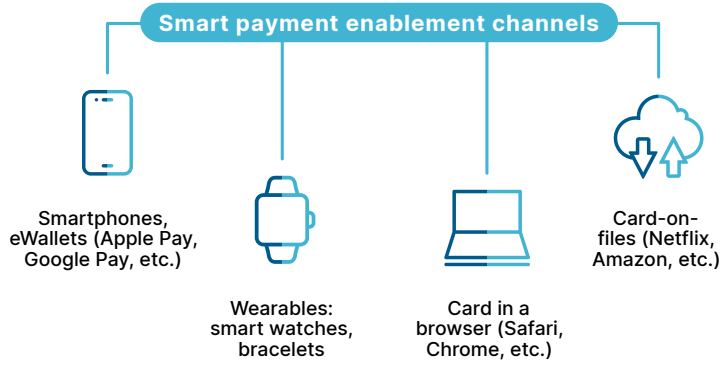 Smart payment enablement channels
Smartphones,
eWallets (Apple Pay,
Google Pay, etc.)
Wearables:
smart watches,
bracelets
Card in a
browser (Safari,
Chrome, etc.)
Card-on-
files (Netflix,
Amazon, etc.)